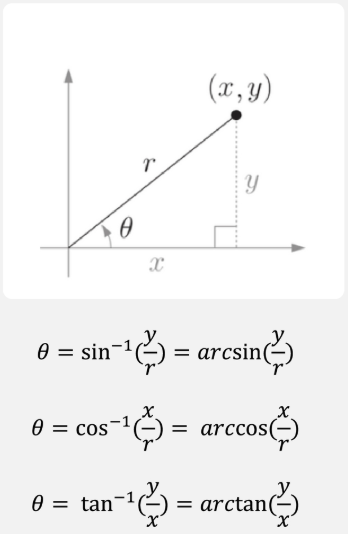 (x, y)
r
y
θ
x
θ = sin⁻¹(y/r) = arcsin(y/r)
θ = cos⁻¹(x/r) = arccos(x/r)
θ = tan⁻¹(y/x) = arctan(y/x)